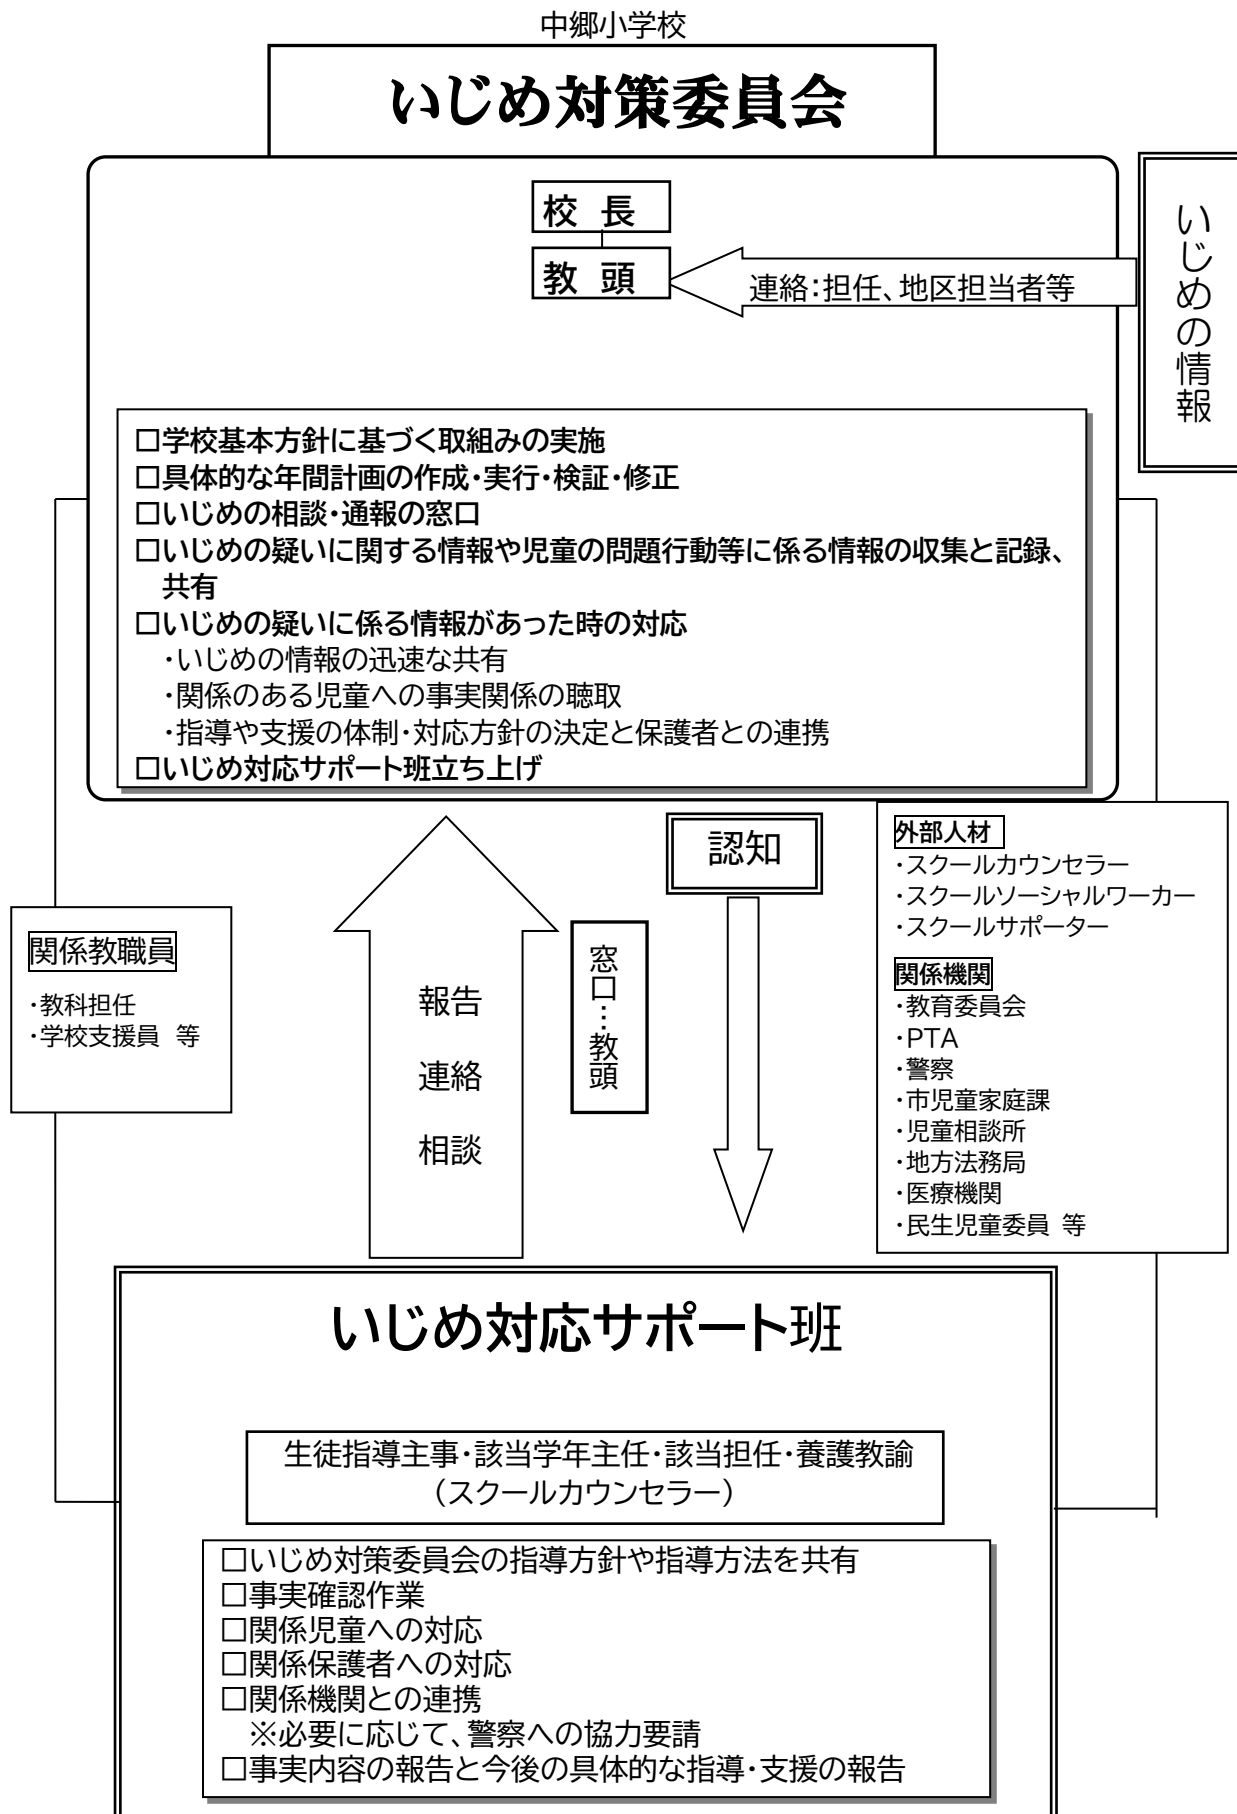 中郷小学校
いじめ対策委員会
校 長
教 頭
連絡：担任、地区担当者等
いじめの情報
□学校基本方針に基づく取組みの実施
□具体的な年間計画の作成・実行・検証・修正
□いじめの相談・通報の窓口
□いじめの疑いに関する情報や児童の問題行動等に係る情報の収集と記録、
共有
□いじめの疑いに係る情報があった時の対応
・いじめの情報の迅速な共有
・関係のある児童への事実関係の聴取
・指導や支援の体制・対応方針の決定と保護者との連携
□いじめ対応サポート班立ち上げ
関係教職員
・教科担任
・学校支援員 等
報告
連絡
相談
窓口…教頭
認知
外部人材
・スクールカウンセラー
・スクールソーシャルワーカー
・スクールサポーター
関係機関
・教育委員会
・PTA
・警察
・市児童家庭課
・児童相談所
・地方法務局
・医療機関
・民生児童委員 等
いじめ対応サポート班
生徒指導主事・該当学年主任・該当担任・養護教諭
（スクールカウンセラー）
□いじめ対策委員会の指導方針や指導方法を共有
□事実確認作業
□関係児童への対応
□関係保護者への対応
□関係機関との連携
※必要に応じて、警察への協力要請
□事実内容の報告と今後の具体的な指導・支援の報告